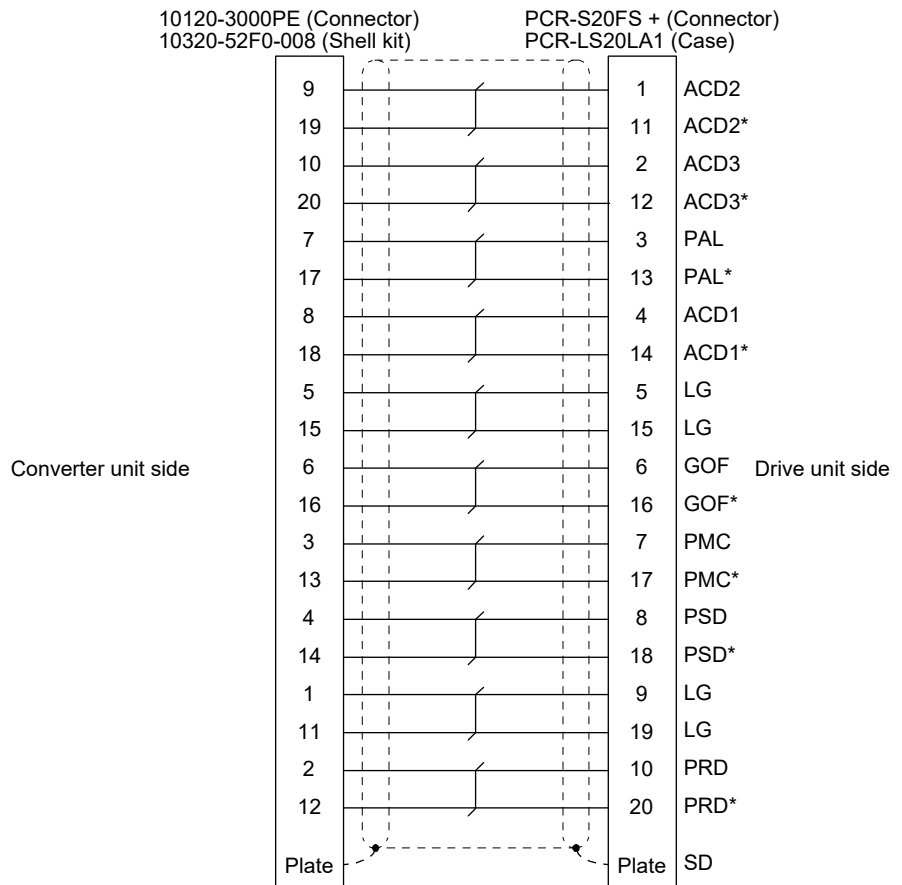 10120-3000PE (Connector) PCR-S20FS + (Connector)
10320-52F0-008 (Shell kit) PCR-LS20LA1 (Case)
9 1 ACD2
19 11 ACD2*
10 2 ACD3
20 12 ACD3*
7 3 PAL
17 13 PAL*
8 4 ACD1
18 14 ACD1*
5 5 LG
15 15 LG
Converter unit side 6 6 GOF Drive unit side
16 16 GOF*
3 7 PMC
13 17 PMC*
4 8 PSD
14 18 PSD*
1 9 LG
11 19 LG
2 10 PRD
12 20 PRD*
Plate Plate SD